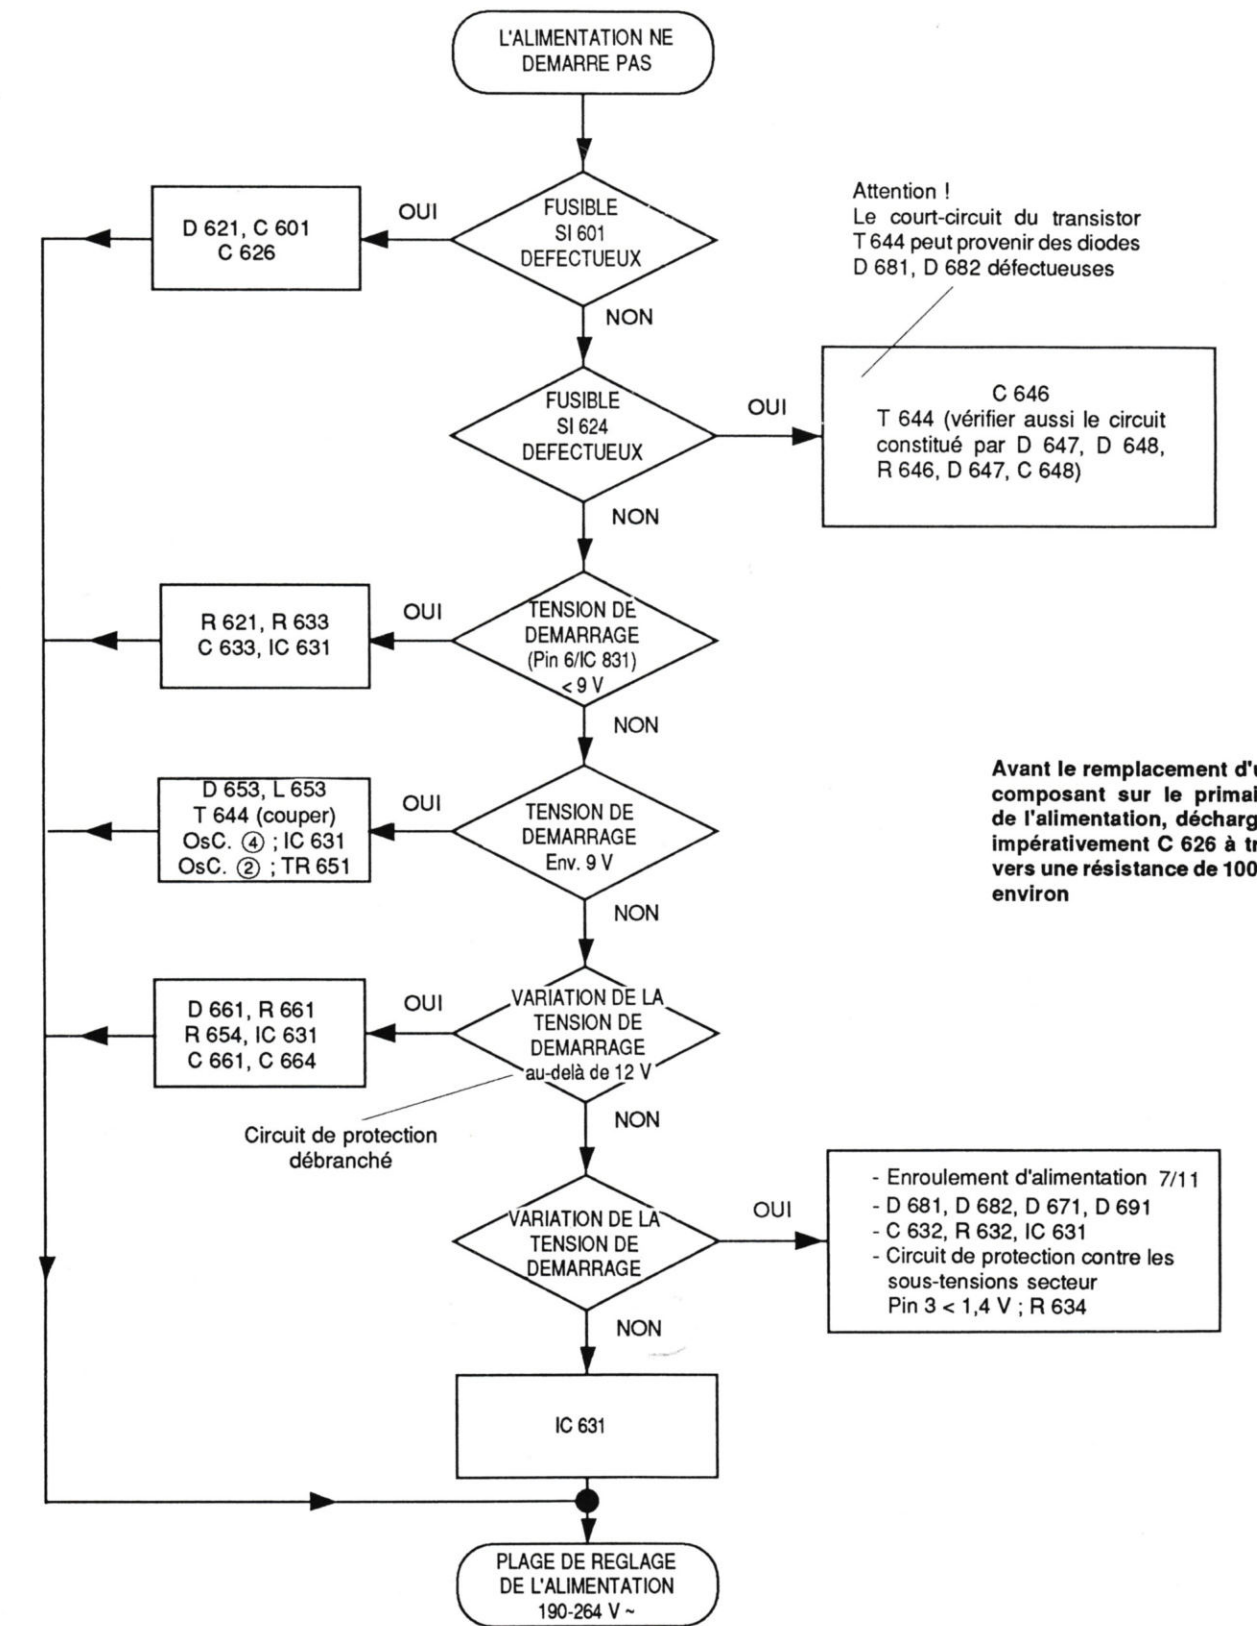 L'ALIMENTATION NE
DEMARRE PAS
FUSIBLE
SI 601
DEFECTUEUX
OUI
D 621, C 601
C 626
NON
Attention !
Le court-circuit du transistor
T 644 peut provenir des diodes
D 681, D 682 défectueuses
FUSIBLE
SI 624
DEFECTUEUX
OUI
C 646
T 644 (vérifier aussi le circuit
constitué par D 647, D 648,
R 646, D 647, C 648)
NON
TENSION DE
DEMARRAGE
(Pin 6/IC 831)
< 9 V
OUI
R 621, R 633
C 633, IC 631
NON
TENSION DE
DEMARRAGE
Env. 9 V
OUI
D 653, L 653
T 644 (couper)
OsC. ④ ; IC 631
OsC. ② ; TR 651
Avant le remplacement d'u
composant sur le primai
de l'alimentation, décharg
impérativement C 626 à tr
vers une résistance de 100
environ
NON
VARIATION DE LA
TENSION DE
DEMARRAGE
au-delà de 12 V
OUI
D 661, R 661
R 654, IC 631
C 661, C 664
Circuit de protection
débranché
NON
VARIATION DE LA
TENSION DE
DEMARRAGE
OUI
- Enroulement d'alimentation 7/11
- D 681, D 682, D 671, D 691
- C 632, R 632, IC 631
- Circuit de protection contre les
sous-tensions secteur
Pin 3 < 1,4 V ; R 634
NON
IC 631
PLAGE DE REGLAGE
DE L'ALIMENTATION
190-264 V ~